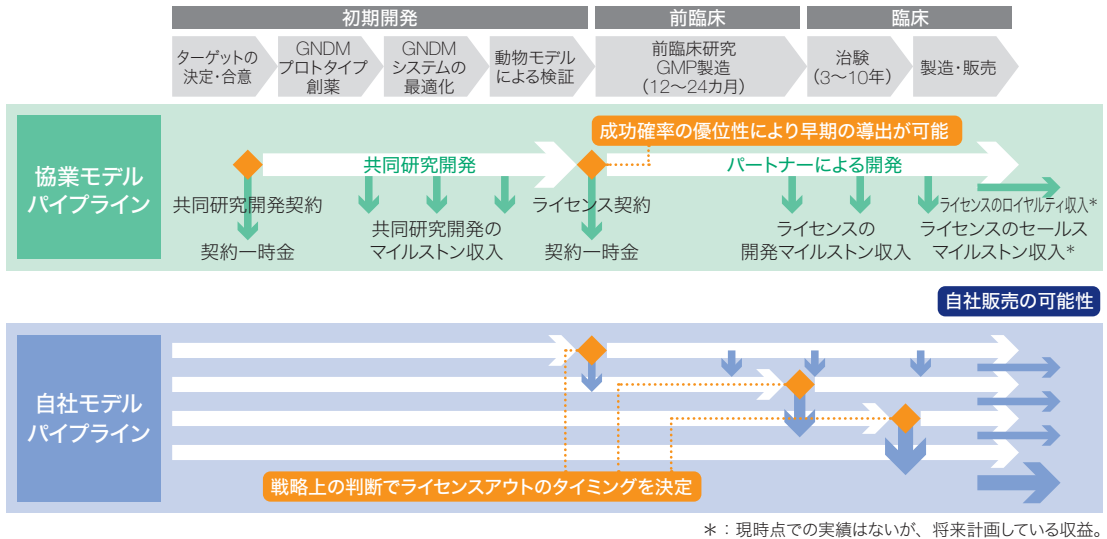 初期開発
前臨床
臨床
ターゲットの
決定・合意
GNDM
プロトタイプ
創薬
GNDM
システムの
最適化
動物モデル
による検証
前臨床研究
GMP製造
(12〜24カ月)
治験
(3〜10年)
製造・販売
成功確率の優位性により早期の導出が可能
協業モデル
パイプライン
共同研究開発
パートナーによる開発
共同研究開発契約
契約一時金
共同研究開発の
マイルストン収入
ライセンス契約
契約一時金
ライセンスの
開発マイルストン収入
ライセンスのロイヤルティ収入*
ライセンスのセールス
マイルストン収入*
自社販売の可能性
自社モデル
パイプライン
戦略上の判断でライセンスアウトのタイミングを決定
*：現時点での実績はないが、将来計画している収益。